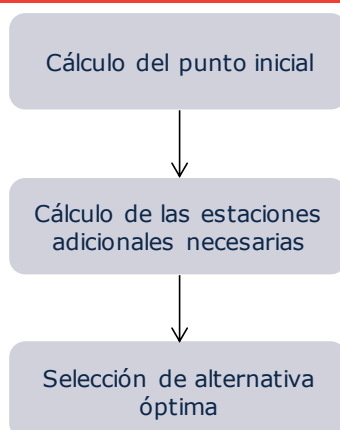 Cálculo del punto inicial
Cálculo de las estaciones
adicionales necesarias
Selección de alternativa
óptima